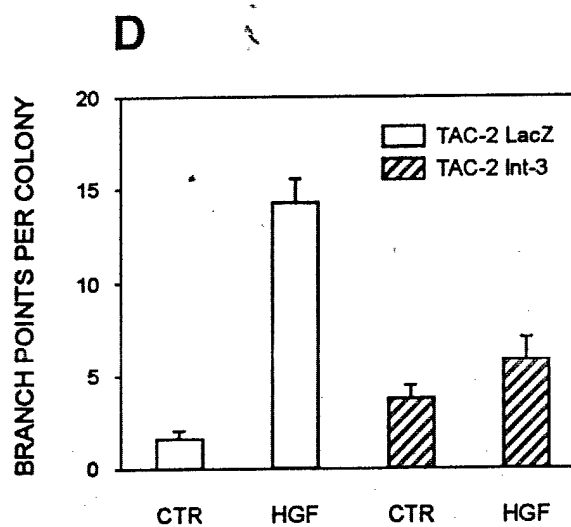 D
BRANCH POINTS PER COLONY
20
15
10
5
0
TAC-2 LacZ
TAC-2 Int-3
CTR HGF CTR HGF